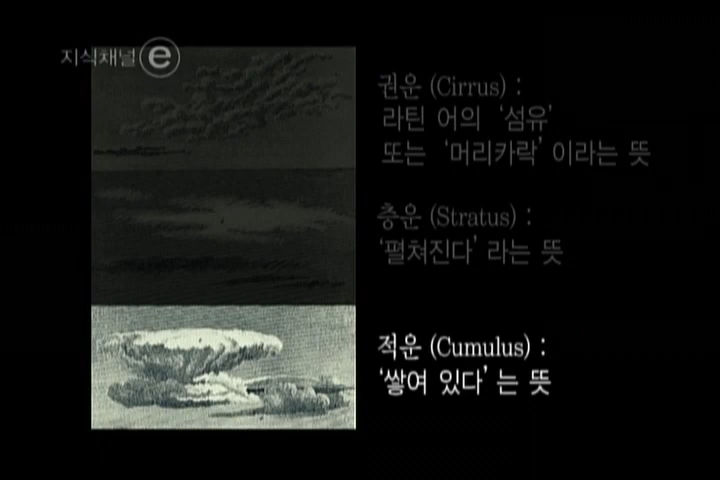 지식채널 e
권운 (Cirrus) :
라틴 어의 ‘섬유’
또는 ‘머리카락’ 이라는 뜻
층운 (Stratus) :
‘펼쳐진다’ 라는 뜻
적운 (Cumulus) :
‘쌓여 있다’ 는 뜻